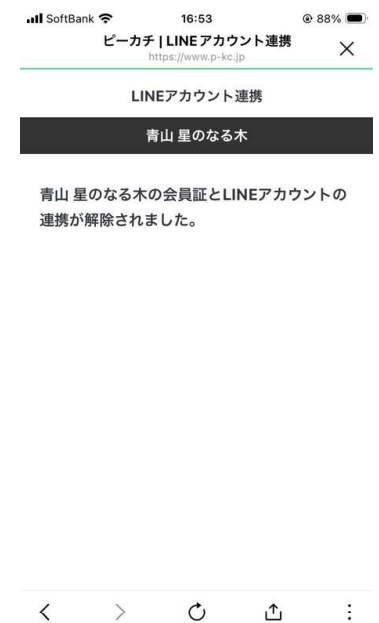 SoftBank 16:53 88%
ピーカチ | LINEアカウント連携
https://www.p-kc.jp
LINEアカウント連携
青山 星のなる木
青山 星のなる木の会員証とLINEアカウントの
連携が解除されました。